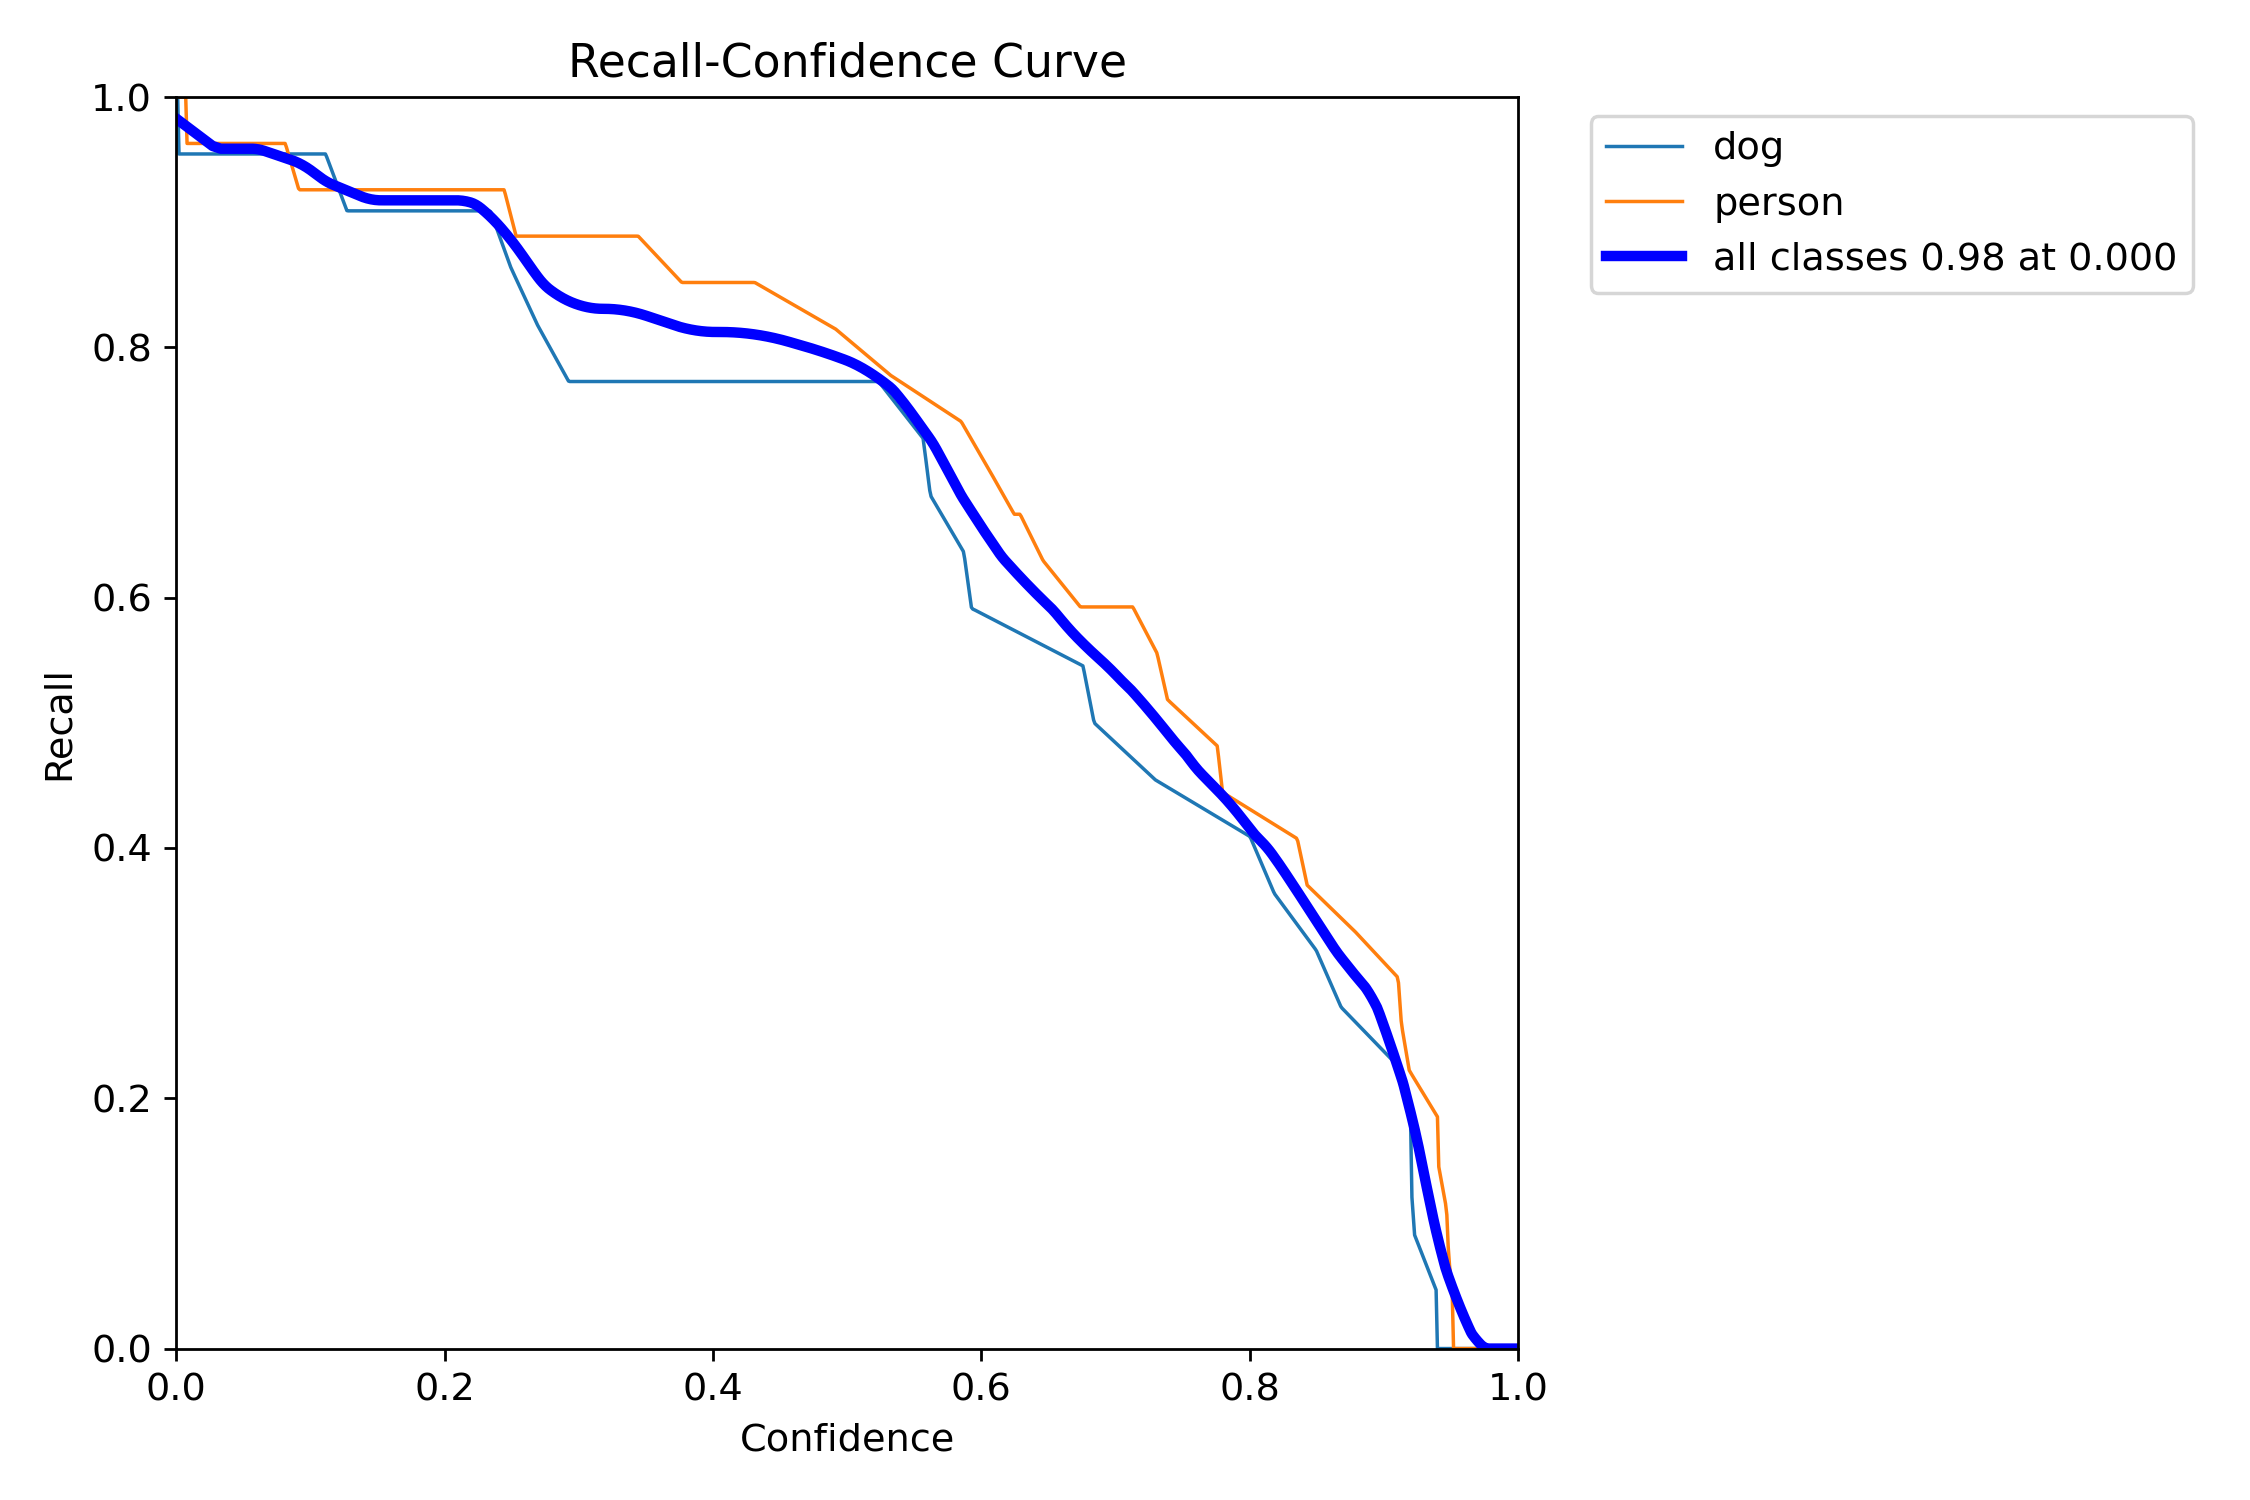 Recall-Confidence Curve
1.0
0.8
0.6
0.4
0.2
0.0
Recall
0.0 0.2 0.4 0.6 0.8 1.0
Confidence
dog
person
all classes 0.98 at 0.000